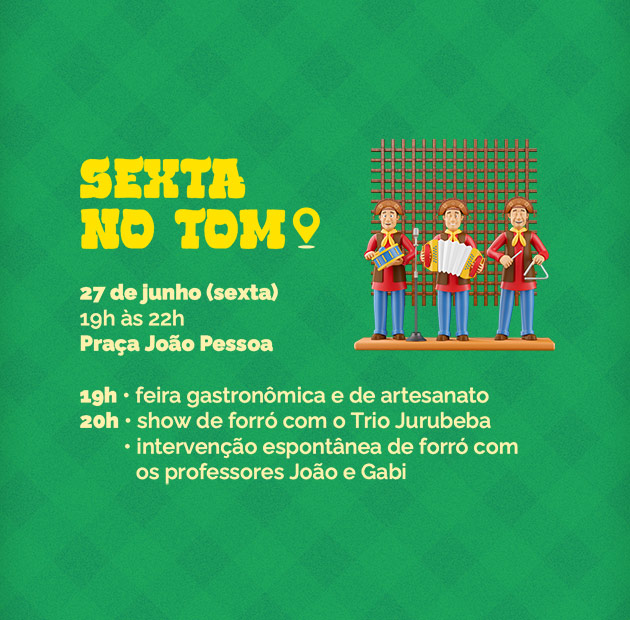 SEXTA
NO TOM
27 de junho (sexta)
19h às 22h
Praça João Pessoa
19h • feira gastronômica e de artesanato
20h • show de forró com o Trio Jurubeba
• intervenção espontânea de forró com
os professores João e Gabi